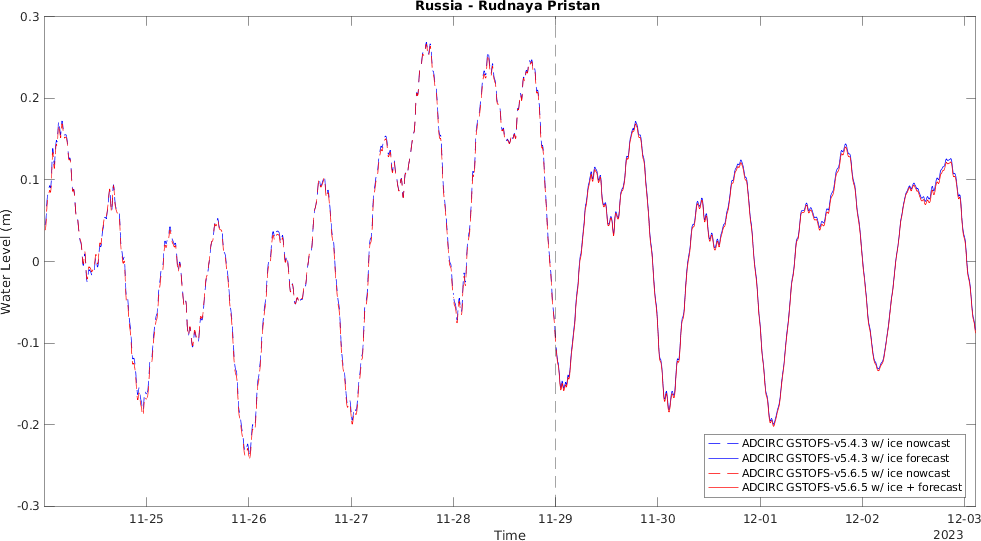 Russia - Rudnaya Pristan
0.3
0.2
0.1
0
-0.1
-0.2
-0.3
Water Level (m)
11-25 11-26 11-27 11-28 11-29 11-30 12-01 12-02 12-03
2023
Time
ADCIRC GSTOFS-v5.4.3 w/ ice nowcast
ADCIRC GSTOFS-v5.4.3 w/ ice forecast
ADCIRC GSTOFS-v5.6.5 w/ ice nowcast
ADCIRC GSTOFS-v5.6.5 w/ ice + forecast